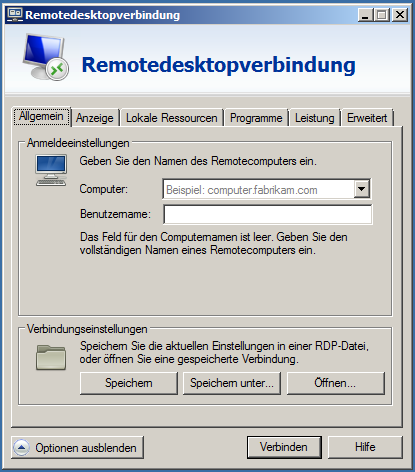 Remotedesktopverbindung
Remotedesktopverbindung
Allgemein Anzeige Lokale Ressourcen Programme Leistung Erweitert
Anmeldeeinstellungen
Geben Sie den Namen des Remotecomputers ein.
Computer: Beispiel: computer.fabrikam.com
Benutzername:
Das Feld für den Computernamen ist leer. Geben Sie den
vollständigen Namen eines Remotecomputers ein.
Verbindungseinstellungen
Speichern Sie die aktuellen Einstellungen in einer RDP-Datei,
oder öffnen Sie eine gespeicherte Verbindung.
Speichern Speichern unter... Öffnen...
Optionen ausblenden Verbinden Hilfe